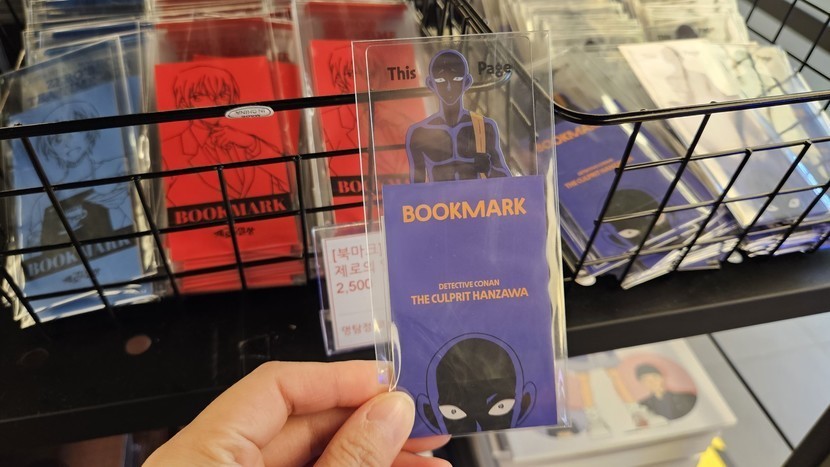 This Page
BOOKMARK
DETECTIVE CONAN
THE CULPRIT HANZAWA
BOOKMARK
BOOKMARK
BOOKMARK
BOOKMARK
THE CULPRIT HANZAWA
[북마크]
제로의
2,500